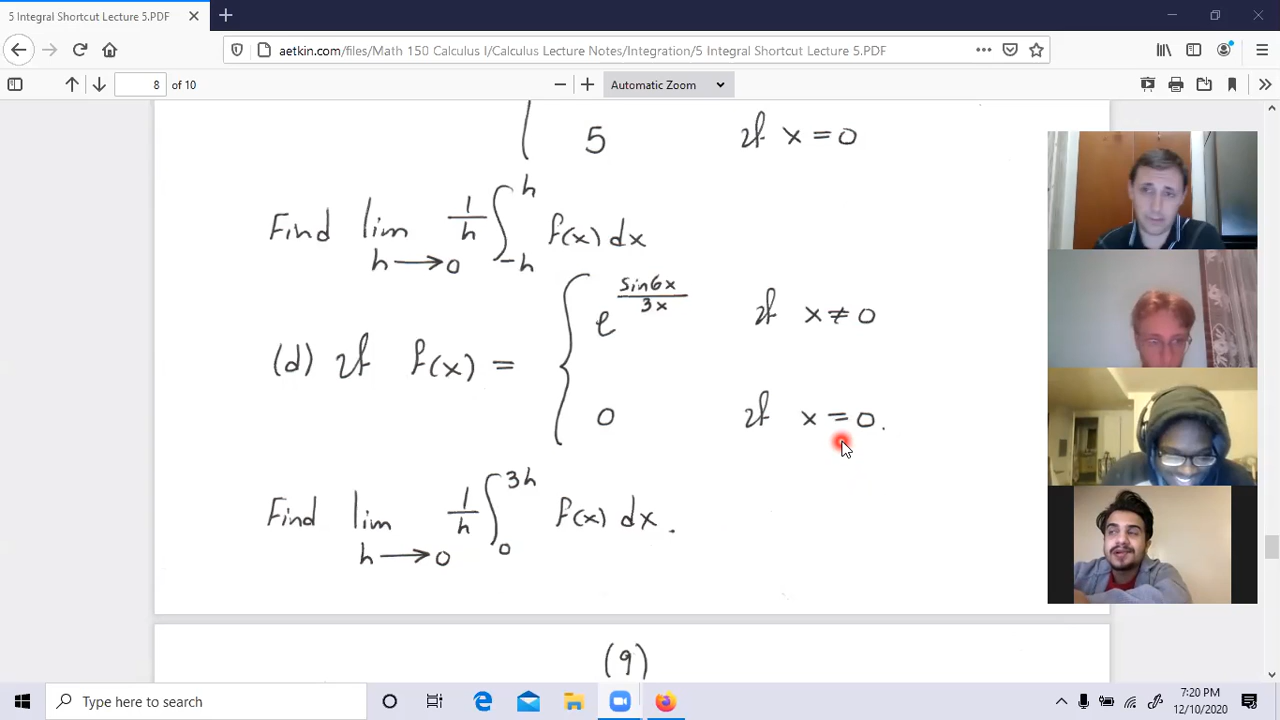 5 Integral Shortcut Lecture 5.PDF
aetkin.com/files/Math 150 Calculus I/Calculus Lecture Notes/Integration/5 Integral Shortcut Lecture 5.PDF
8 of 10
Automatic Zoom
5 if x = 0
Find lim h→0 1/h ∫_{-h}^{h} f(x) dx
(d) if f(x) = { e^{sin6x/3x} if x ≠ 0
0 if x = 0.
Find lim h→0 1/h ∫_{0}^{3h} f(x) dx.
(9)
Type here to search
7:20 PM
12/10/2020